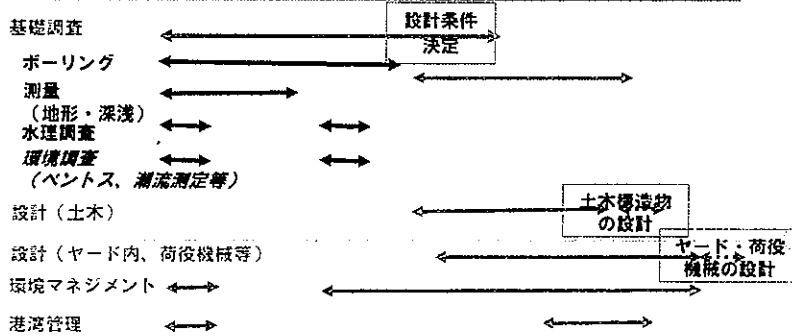 基礎調査
設計条件
決定
ボーリング
測量
（地形・深浅）
水理調査
環境調査
（ベントス、潮流測定等）
設計（土木）
土木構造物
の設計
設計（ヤード内、荷役機械等）
ヤード・荷役
機械の設計
環境マネジメント
港湾管理